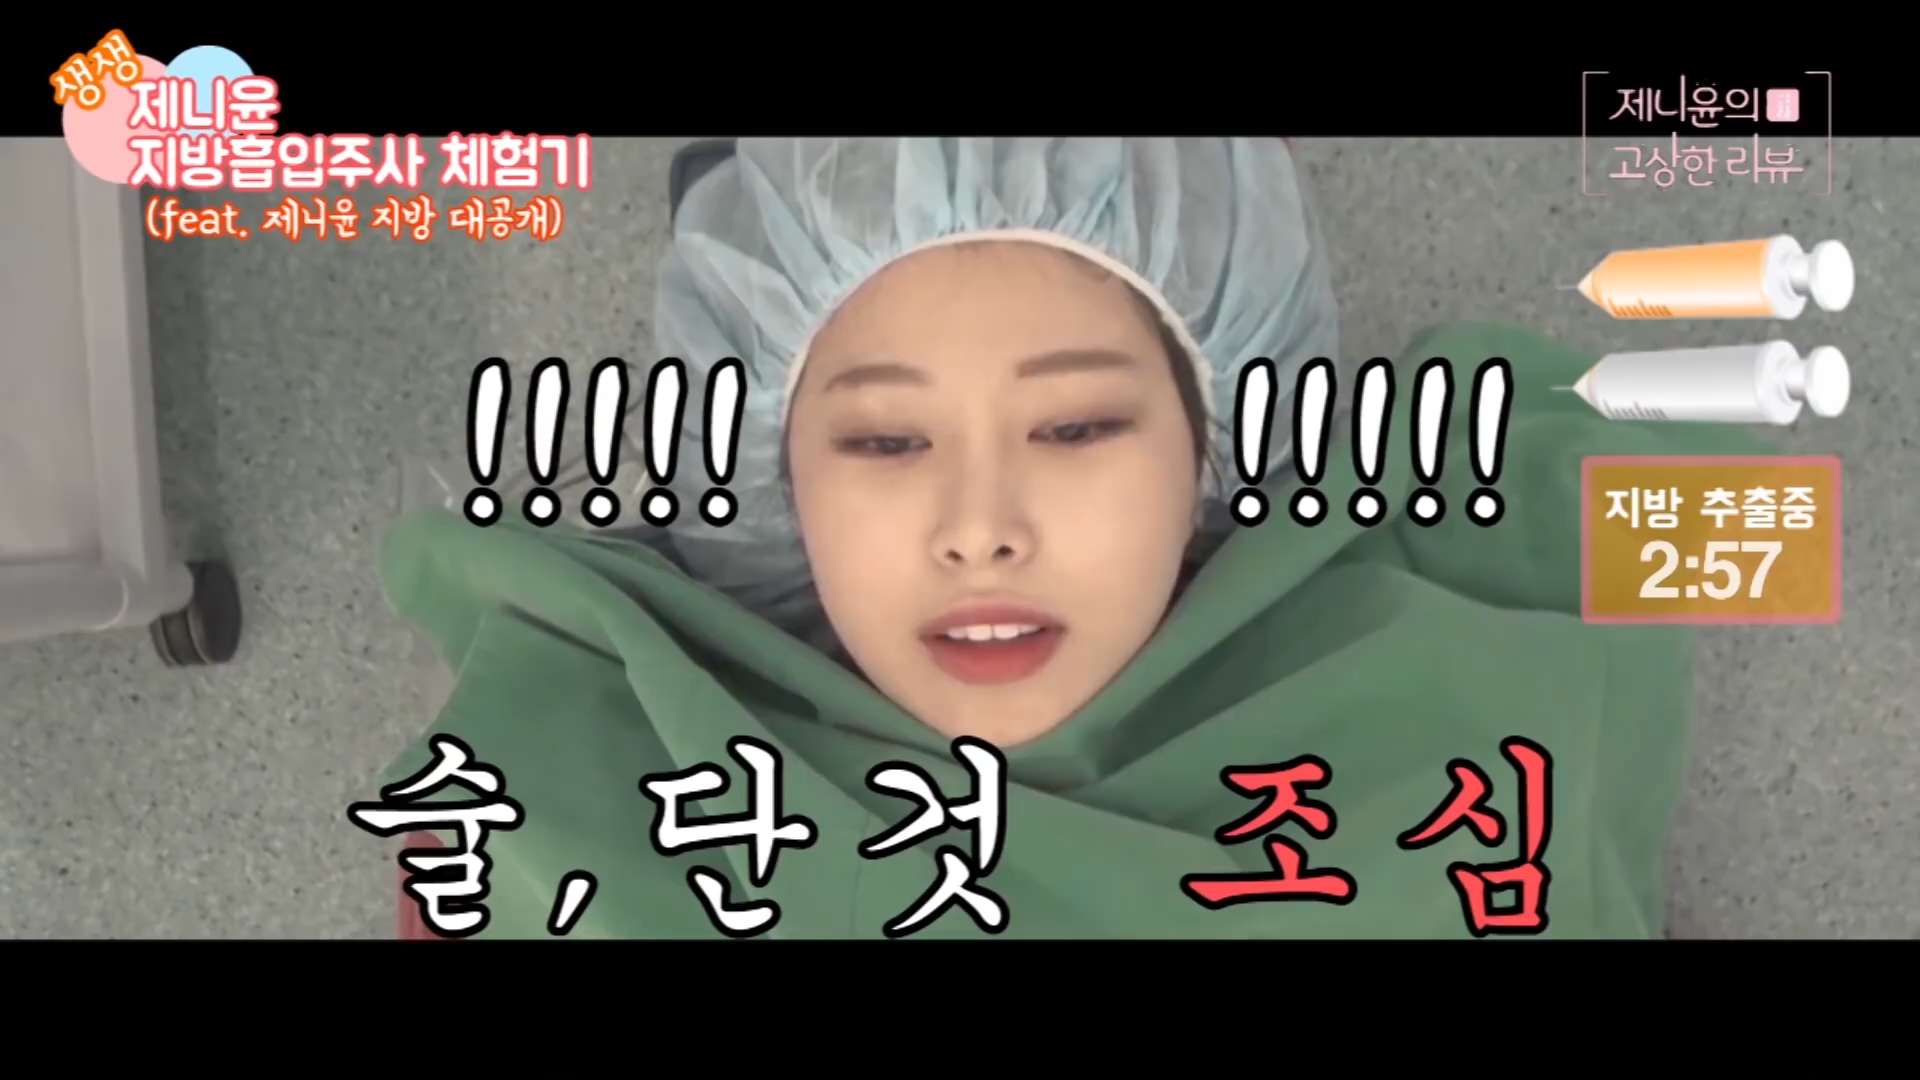 생생
제니윤
지방흡입주사 체험기
(feat. 제니윤 지방 대공개)
제니윤의
고상한 리뷰
!!!!! !!!!!
지방 추출중
2:57
술, 단것 조심